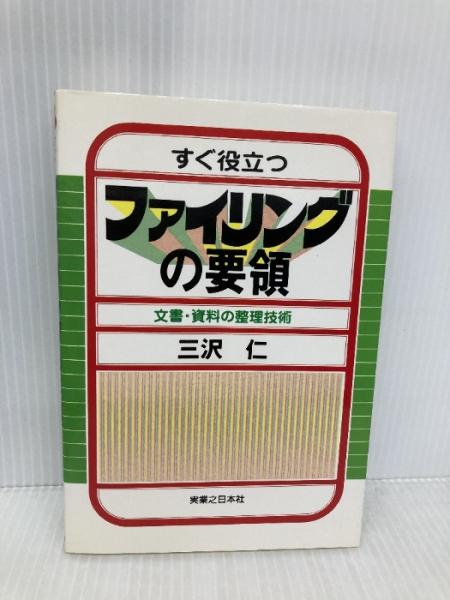 すぐ役立つ
ファイリング
の要領
文書・資料の整理技術
三沢 仁
実業之日本社